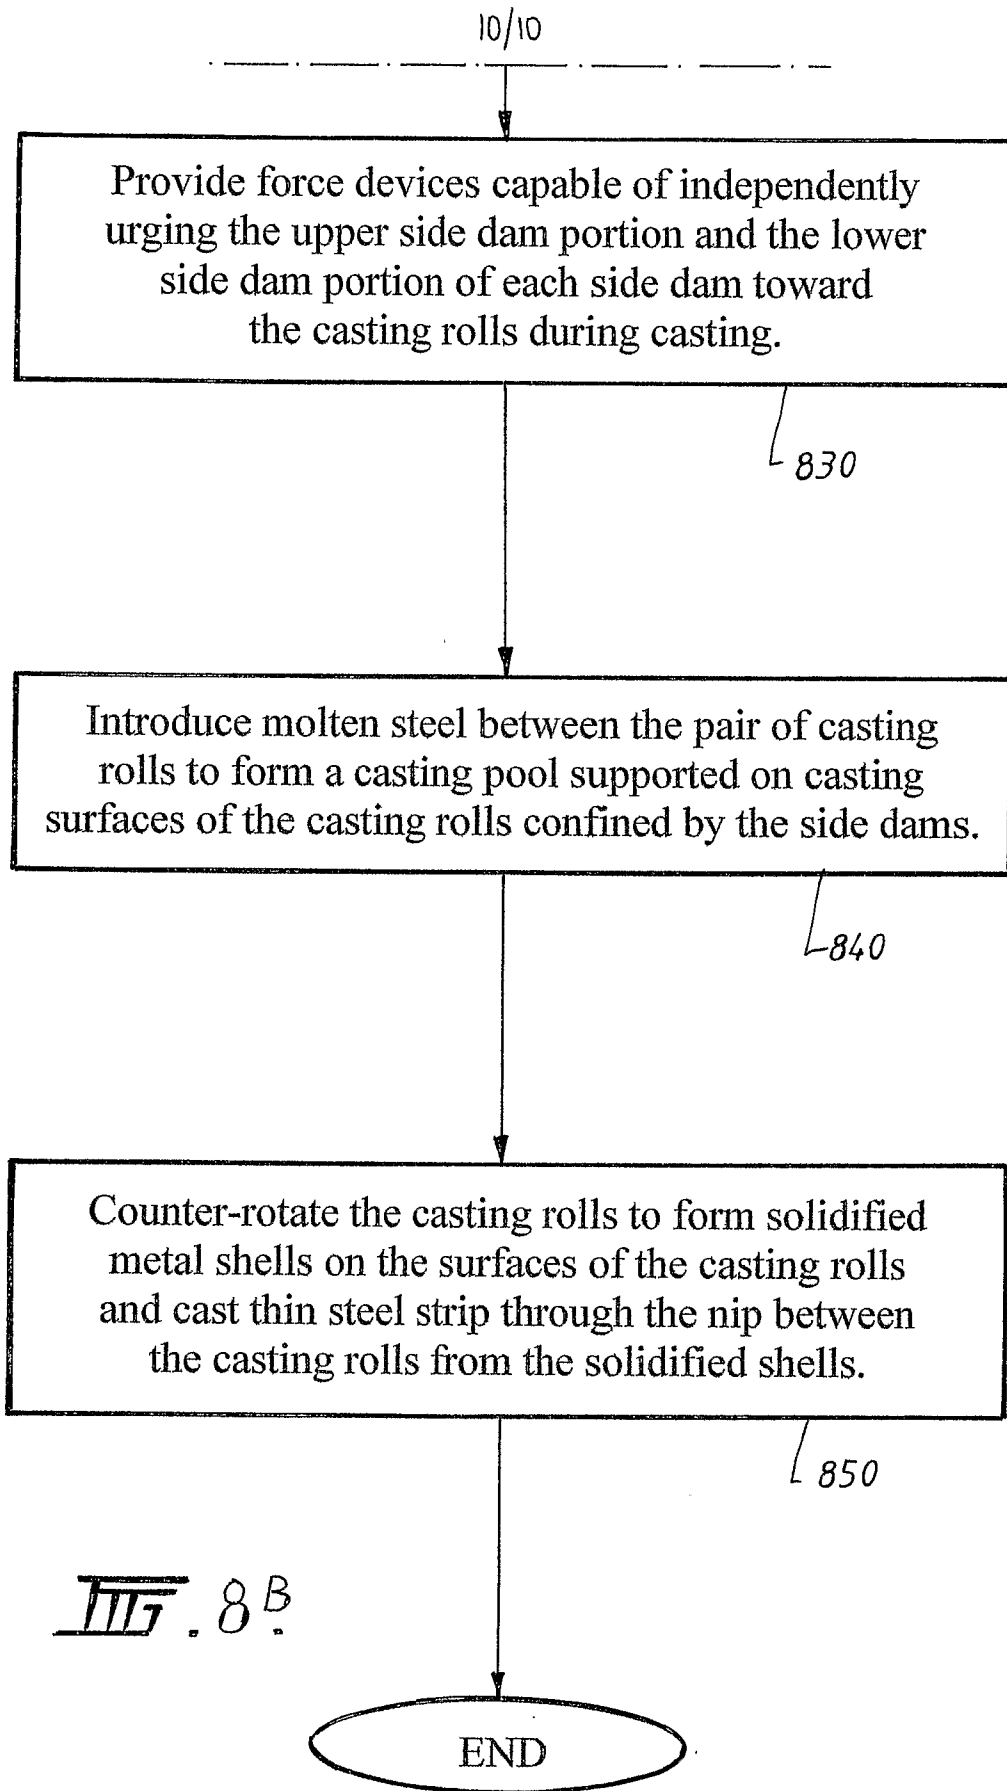 10/10
Provide force devices capable of independently
urging the upper side dam portion and the lower
side dam portion of each side dam toward
the casting rolls during casting.
830
Introduce molten steel between the pair of casting
rolls to form a casting pool supported on casting
surfaces of the casting rolls confined by the side dams.
840
Counter-rotate the casting rolls to form solidified
metal shells on the surfaces of the casting rolls
and cast thin steel strip through the nip between
the casting rolls from the solidified shells.
850
FIG. 8B.
END